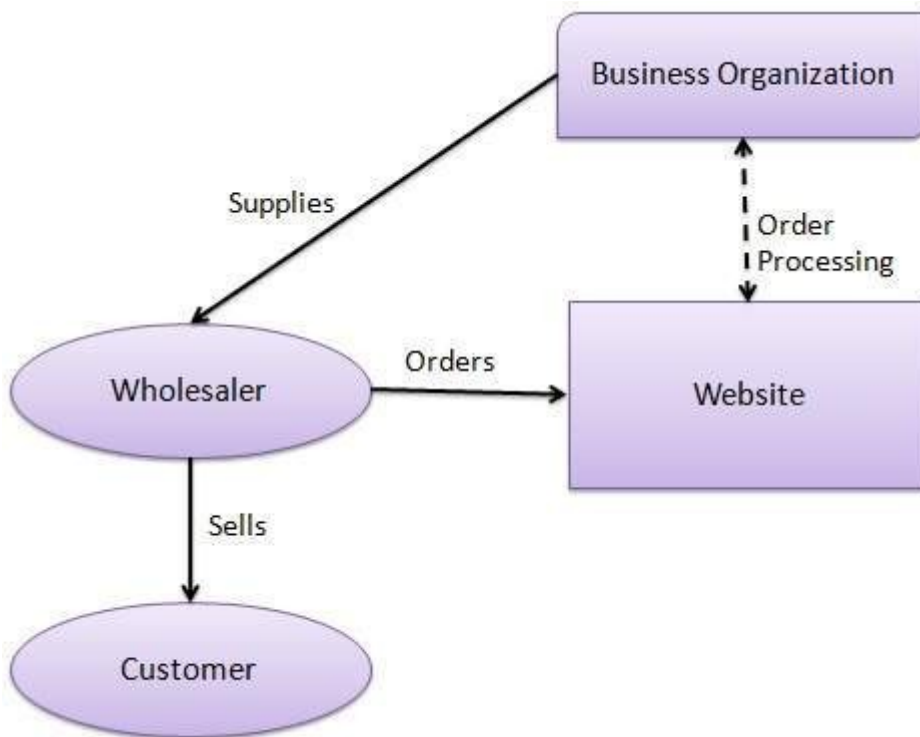 Business Organization
Supplies
Order
Processing
Orders
Wholesaler
Website
Sells
Customer